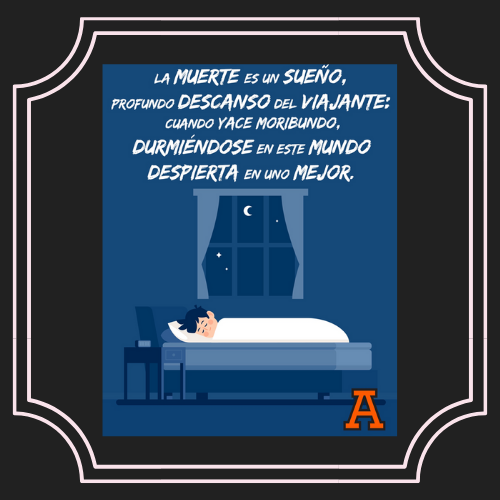 LA MUERTE ES UN SUEÑO,
PROFUNDO DESCANSO DEL VIAJANTE:
CUANDO YACE MORIBUNDO,
DURMIÉNDOSE EN ESTE MUNDO
DESPIERTA EN UNO MEJOR.
A